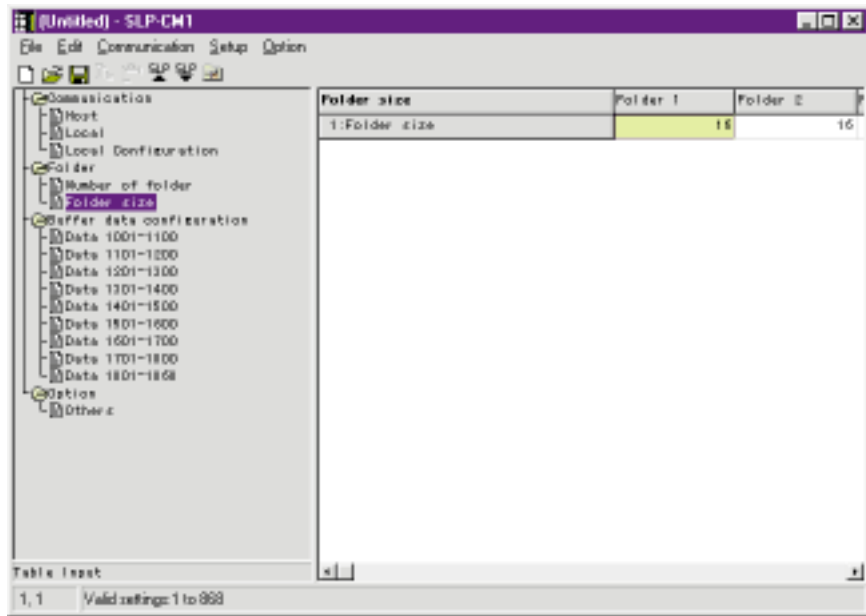 (Untitled) - SLP-CM1
File Edit Communication Setup Option
SLP SLP
Communication
Host
Local
Local Configuration
Folder
Number of folder
Folder size
Buffer data configuration
Data 1001-1100
Data 1101-1200
Data 1201-1300
Data 1301-1400
Data 1401-1500
Data 1501-1600
Data 1601-1700
Data 1701-1800
Data 1801-1868
Option
Others
Folder size Folder 1 Folder 2
1:Folder size 16 16
Table Input
1, 1 Valid settings: 1 to 868